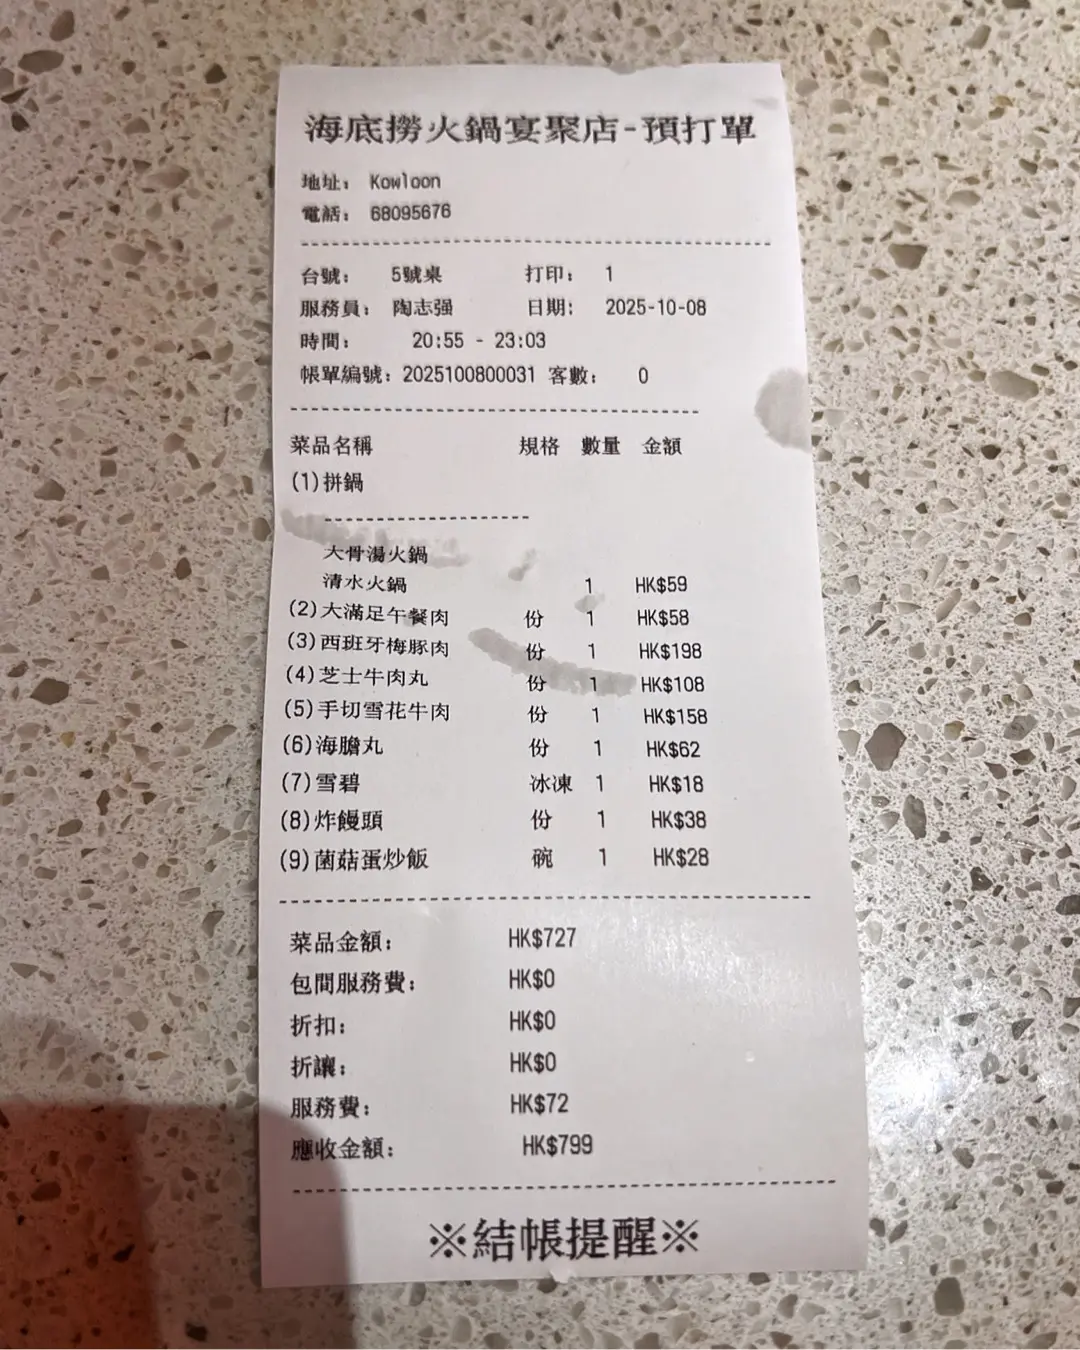 海底撈火鍋宴聚店-預打單
地址： Kowloon
電話： 68095676
台號： 5號桌 打印： 1
服務員： 陶志强 日期： 2025-10-08
時間： 20:55 - 23:03
帳單編號：2025100800031 客數： 0
菜品名稱 規格 數量 金額
(1)拼鍋
大骨湯火鍋
清水火鍋 1 HK$59
(2)大滿足午餐肉 份 1 HK$58
(3)西班牙梅豚肉 份 1 HK$198
(4)芝士牛肉丸 份 1 HK$108
(5)手切雪花牛肉 份 1 HK$158
(6)海膽丸 份 1 HK$62
(7)雪碧 冰凍 1 HK$18
(8)炸饅頭 份 1 HK$38
(9)菌菇蛋炒飯 碗 1 HK$28
菜品金額： HK$727
包間服務費： HK$0
折扣： HK$0
折讓： HK$0
服務費： HK$72
應收金額： HK$799
※結帳提醒※